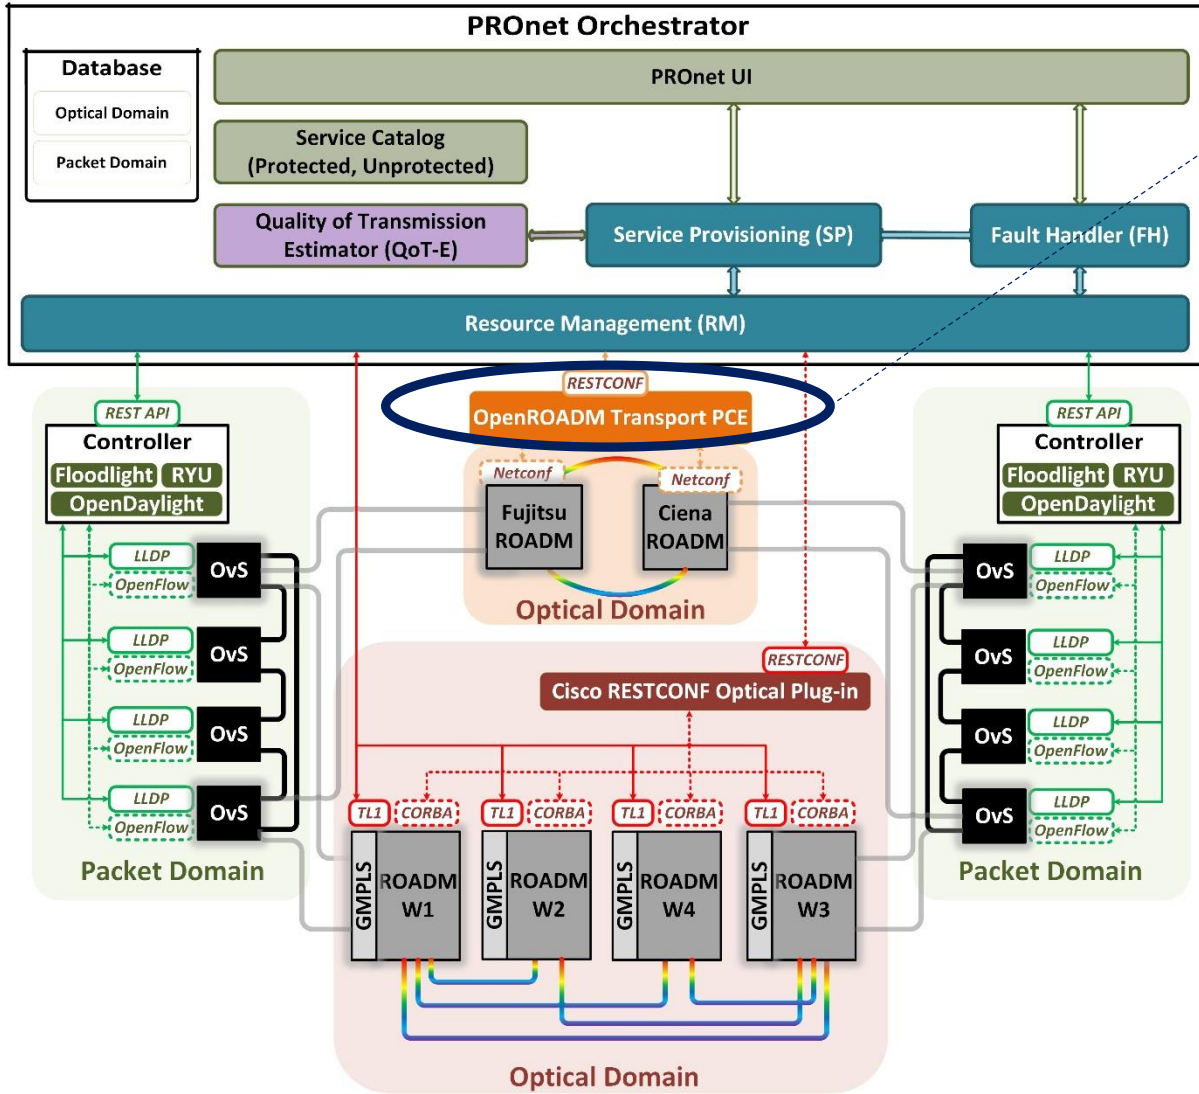 PROnet Orchestrator
Database
Optical Domain
Packet Domain
PROnet UI
Service Catalog
(Protected, Unprotected)
Quality of Transmission
Estimator (QoT-E)
Service Provisioning (SP)
Fault Handler (FH)
Resource Management (RM)
REST API
Controller
Floodlight
RYU
OpenDaylight
LLDP
OpenFlow
OvS
LLDP
OpenFlow
OvS
LLDP
OpenFlow
OvS
LLDP
OpenFlow
OvS
Packet Domain
RESTCONF
OpenROADM Transport PCE
Netconf
Netconf
Fujitsu
ROADM
Ciena
ROADM
Optical Domain
REST API
Controller
Floodlight
RYU
OpenDaylight
OvS
LLDP
OpenFlow
OvS
LLDP
OpenFlow
OvS
LLDP
OpenFlow
OvS
LLDP
OpenFlow
Packet Domain
RESTCONF
Cisco RESTCONF Optical Plug-in
TL1
CORBA
TL1
CORBA
TL1
CORBA
TL1
CORBA
GMPLS
ROADM
W1
GMPLS
ROADM
W2
GMPLS
ROADM
W4
GMPLS
ROADM
W3
Optical Domain